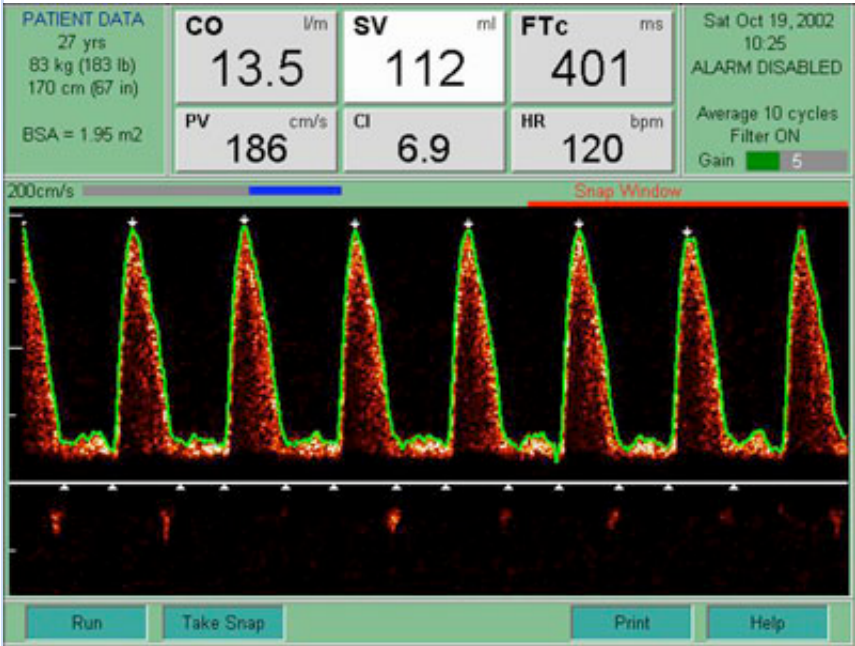 PATIENT DATA
27 yrs
83 kg (183 lb)
170 cm (67 in)
BSA = 1.95 m2
CO l/m
13.5
SV ml
112
FTc ms
401
PV cm/s
186
CI
6.9
HR bpm
120
Sat Oct 19, 2002
10:25
ALARM DISABLED
Average 10 cycles
Filter ON
Gain 5
200cm/s
Snap Window
Run
Take Snap
Print
Help